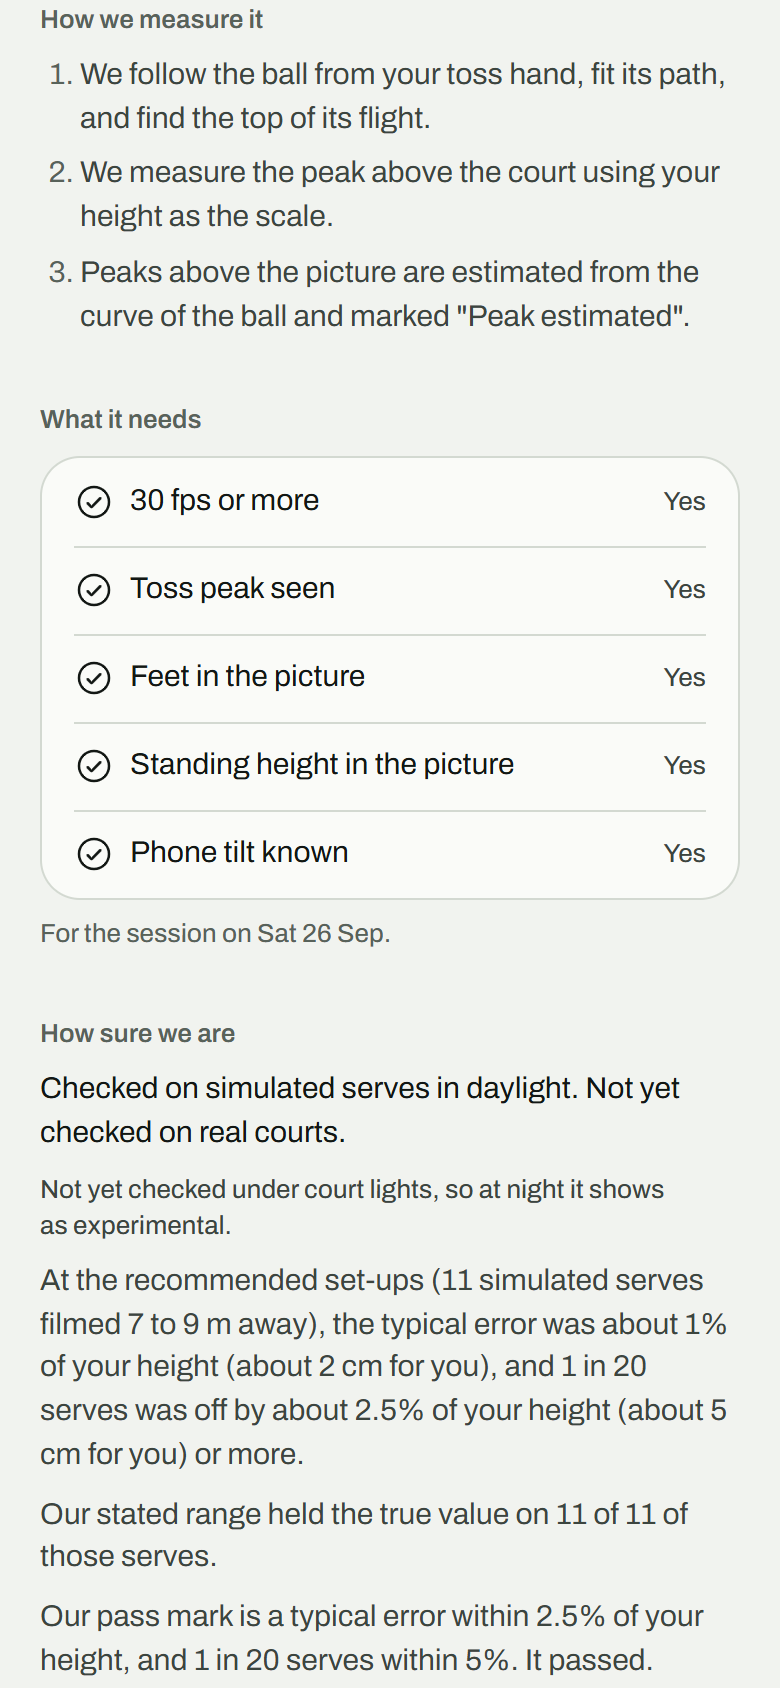 How we measure it
1. We follow the ball from your toss hand, fit its path,
and find the top of its flight.
2. We measure the peak above the court using your
height as the scale.
3. Peaks above the picture are estimated from the
curve of the ball and marked "Peak estimated".
What it needs
30 fps or more Yes
Toss peak seen Yes
Feet in the picture Yes
Standing height in the picture Yes
Phone tilt known Yes
For the session on Sat 26 Sep.
How sure we are
Checked on simulated serves in daylight. Not yet
checked on real courts.
Not yet checked under court lights, so at night it shows
as experimental.
At the recommended set-ups (11 simulated serves
filmed 7 to 9 m away), the typical error was about 1%
of your height (about 2 cm for you), and 1 in 20
serves was off by about 2.5% of your height (about 5
cm for you) or more.
Our stated range held the true value on 11 of 11 of
those serves.
Our pass mark is a typical error within 2.5% of your
height, and 1 in 20 serves within 5%. It passed.